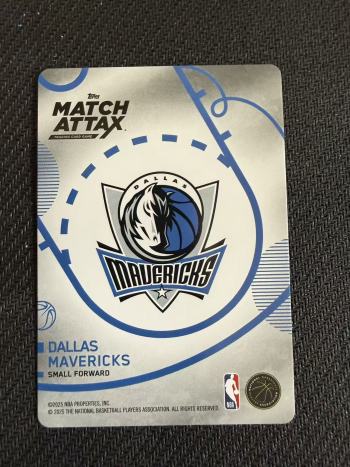 Topps
MATCH
ATTAX
TRADING CARD GAME
DALLAS
MAVERICKS
DALLAS
MAVERICKS
SMALL FORWARD
©2025 NBA PROPERTIES, INC.
© 2025 THE NATIONAL BASKETBALL PLAYERS ASSOCIATION. ALL RIGHTS RESERVED.
NBA